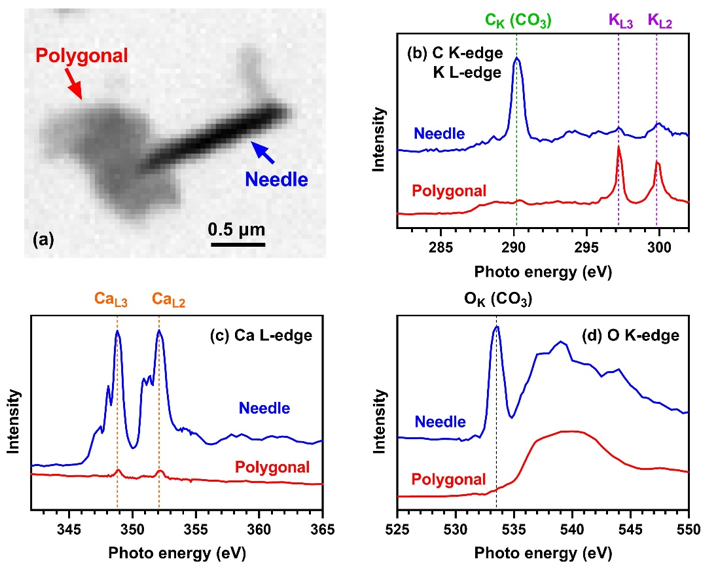 Polygonal
Needle
(a)
0.5 µm
C_K (CO₃)
K_L3
K_L2
(b) C K-edge
K L-edge
Needle
Polygonal
Intensity
285
290
295
300
Photo energy (eV)
Ca_L3
Ca_L2
(c) Ca L-edge
Needle
Polygonal
Intensity
345
350
355
360
365
Photo energy (eV)
O_K (CO₃)
(d) O K-edge
Needle
Polygonal
Intensity
525
530
535
540
545
550
Photo energy (eV)